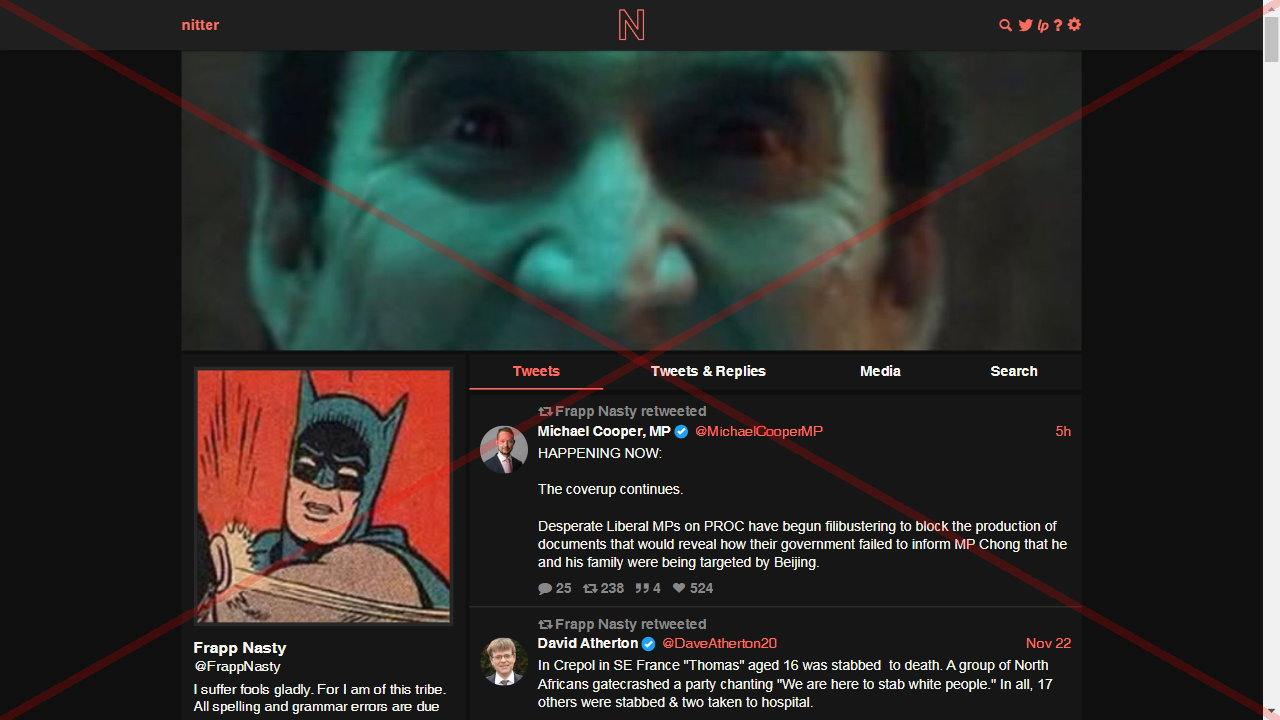 nitter
N
lp ?
Tweets
Tweets & Replies
Media
Search
Frapp Nasty retweeted
Michael Cooper, MP @MichaelCooperMP 5h
HAPPENING NOW:
The coverup continues.
Desperate Liberal MPs on PROC have begun filibustering to block the production of
documents that would reveal how their government failed to inform MP Chong that he
and his family were being targeted by Beijing.
25 238 4 524
Frapp Nasty retweeted
David Atherton @DaveAtherton20 Nov 22
In Crepol in SE France "Thomas" aged 16 was stabbed  to death. A group of North
Africans gatecrashed a party chanting "We are here to stab white people." In all, 17
others were stabbed & two taken to hospital.
Frapp Nasty
@FrappNasty
I suffer fools gladly. For I am of this tribe.
All spelling and grammar errors are due